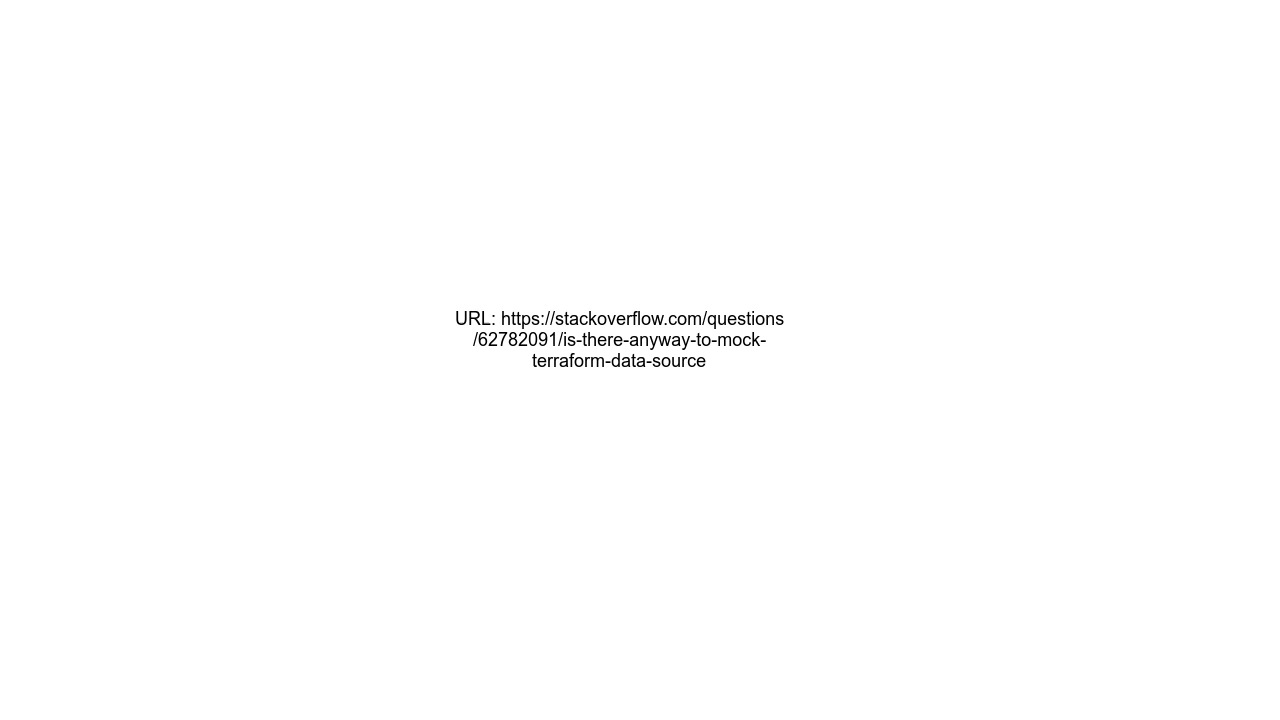 URL: https://stackoverflow.com/questions
/62782091/is-there-anyway-to-mock-
terraform-data-source